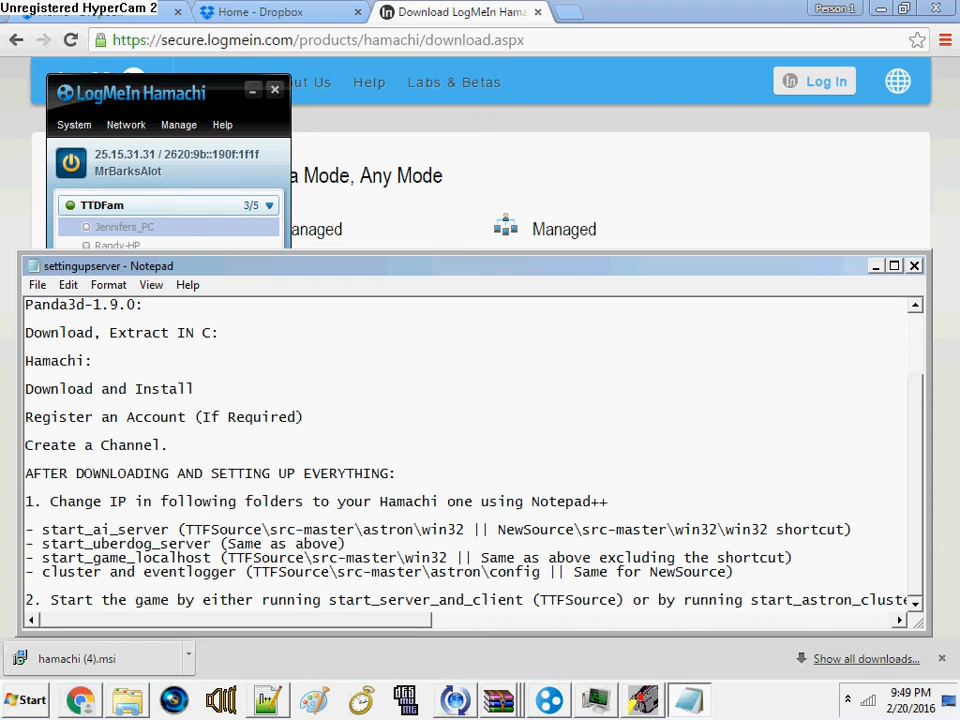 Unregistered HyperCam 2
Home - Dropbox
Download LogMeIn Hama
Person 1
https://secure.logmein.com/products/hamachi/download.aspx
out Us
Help
Labs & Betas
in
Log In
LogMeIn Hamachi
System
Network
Manage
Help
25.15.31.31 / 2620:9b::190f:1f1f
MrBarksAlot
TTDFam
3/5
Jennifers_PC
Randy-HP
a Mode, Any Mode
anaged
Managed
settingupserver - Notepad
File
Edit
Format
View
Help
Panda3d-1.9.0:
Download, Extract IN C:
Hamachi:
Download and Install
Register an Account (If Required)
Create a Channel.
AFTER DOWNLOADING AND SETTING UP EVERYTHING:
1. Change IP in following folders to your Hamachi one using Notepad++
- start_ai_server (TTFSource\src-master\astron\win32 || NewSource\src-master\win32\win32 shortcut)
- start_uberdog_server (Same as above)
- start_game_localhost (TTFSource\src-master\win32 || Same as above excluding the shortcut)
- cluster and eventlogger (TTFSource\src-master\astron\config || Same for NewSource)
2. Start the game by either running start_server_and_client (TTFSource) or by running start_astron_cluste
hamachi (4).msi
Show all downloads...
Start
9:49 PM
2/20/2016